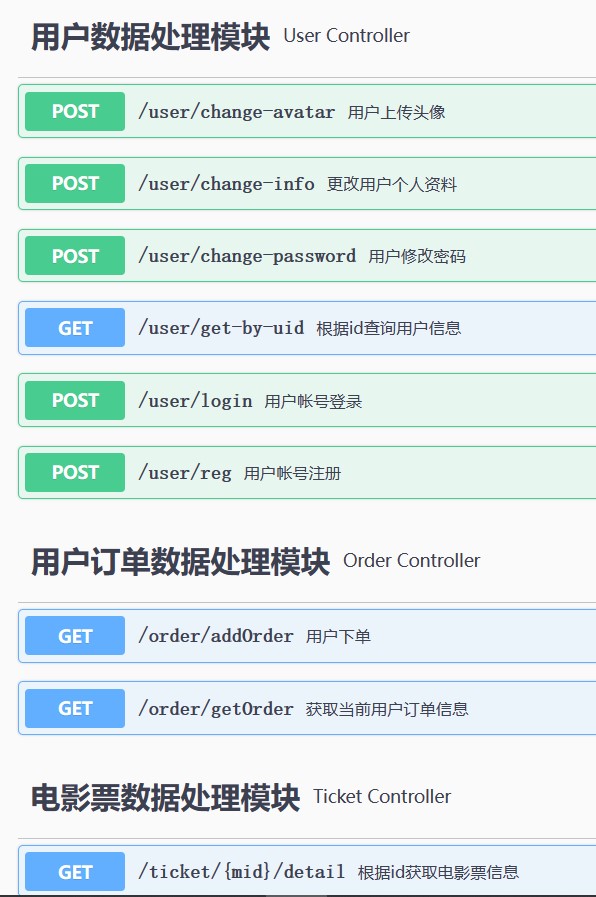 用户数据处理模块 User Controller
POST /user/change-avatar 用户上传头像
POST /user/change-info 更改用户个人资料
POST /user/change-password 用户修改密码
GET /user/get-by-uid 根据id查询用户信息
POST /user/login 用户帐号登录
POST /user/reg 用户帐号注册
用户订单数据处理模块 Order Controller
GET /order/addOrder 用户下单
GET /order/getOrder 获取当前用户订单信息
电影票数据处理模块 Ticket Controller
GET /ticket/{mid}/detail 根据id获取电影票信息